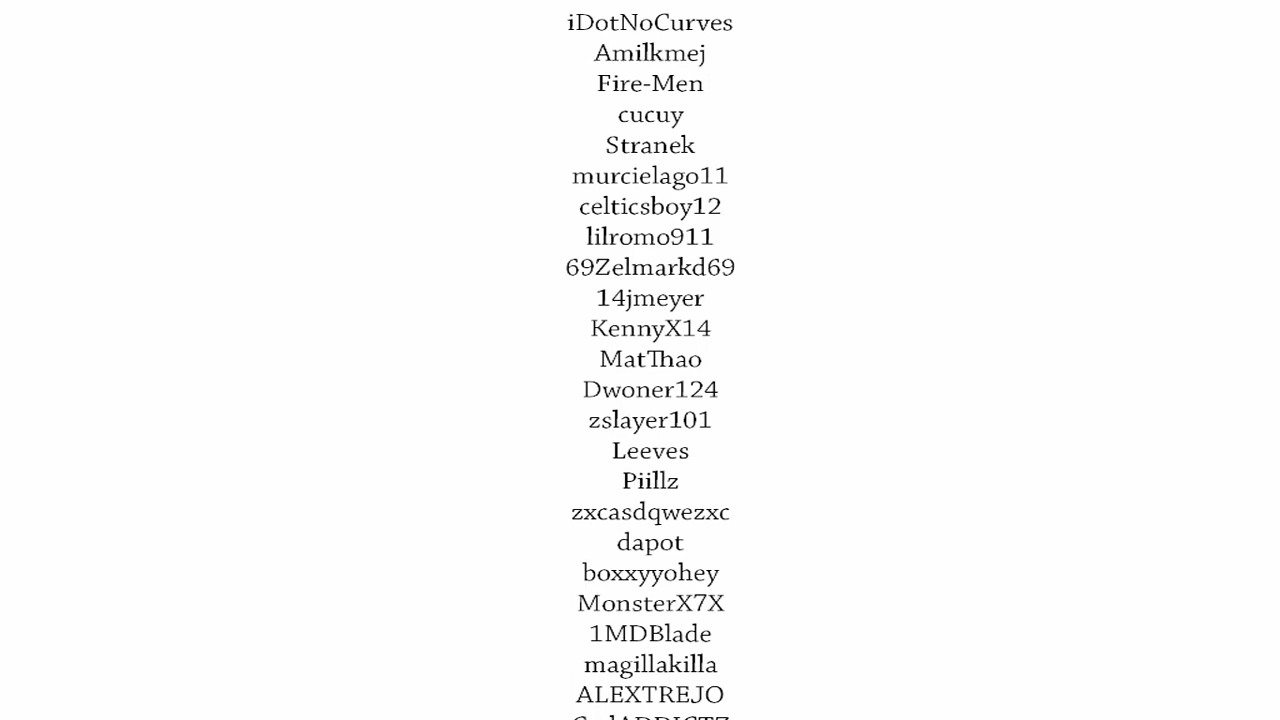 iDotNoCurves
Amilkmej
Fire-Men
cucuy
Stranek
murcielago11
celticsboy12
lilromo911
69Zelmarkd69
14jmeyer
KennyX14
MatThao
Dwoner124
zslayer101
Leeves
Piillz
zxcasdqwezxc
dapot
boxxyyohey
MonsterX7X
1MDBlade
magillakilla
ALEXTREJO